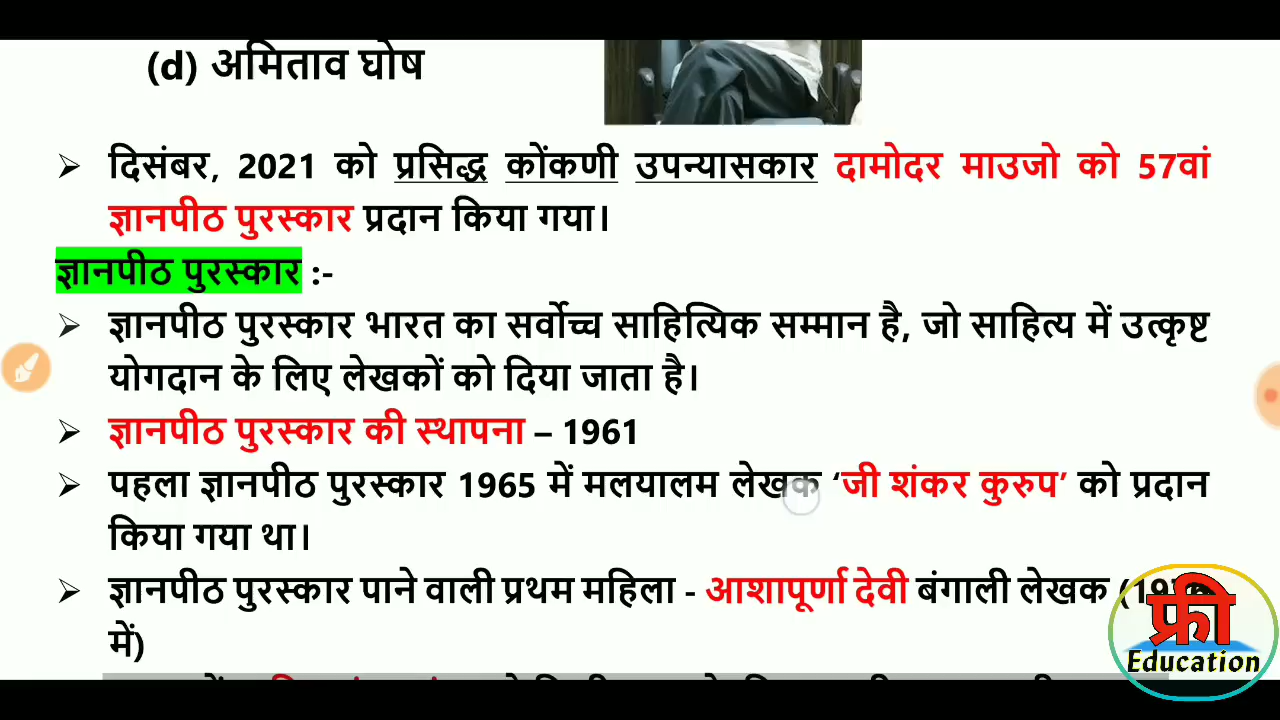 (d) अमिताव घोष
➢ दिसंबर, 2021 को प्रसिद्ध कोंकणी उपन्यासकार दामोदर माउजो को 57वां
ज्ञानपीठ पुरस्कार प्रदान किया गया।
ज्ञानपीठ पुरस्कार :-
➢ ज्ञानपीठ पुरस्कार भारत का सर्वोच्च साहित्यिक सम्मान है, जो साहित्य में उत्कृष्ट
योगदान के लिए लेखकों को दिया जाता है।
➢ ज्ञानपीठ पुरस्कार की स्थापना – 1961
➢ पहला ज्ञानपीठ पुरस्कार 1965 में मलयालम लेखक ‘जी शंकर कुरुप’ को प्रदान
किया गया था।
➢ ज्ञानपीठ पुरस्कार पाने वाली प्रथम महिला - आशापूर्णा देवी बंगाली लेखक
में)
फ्री
Education